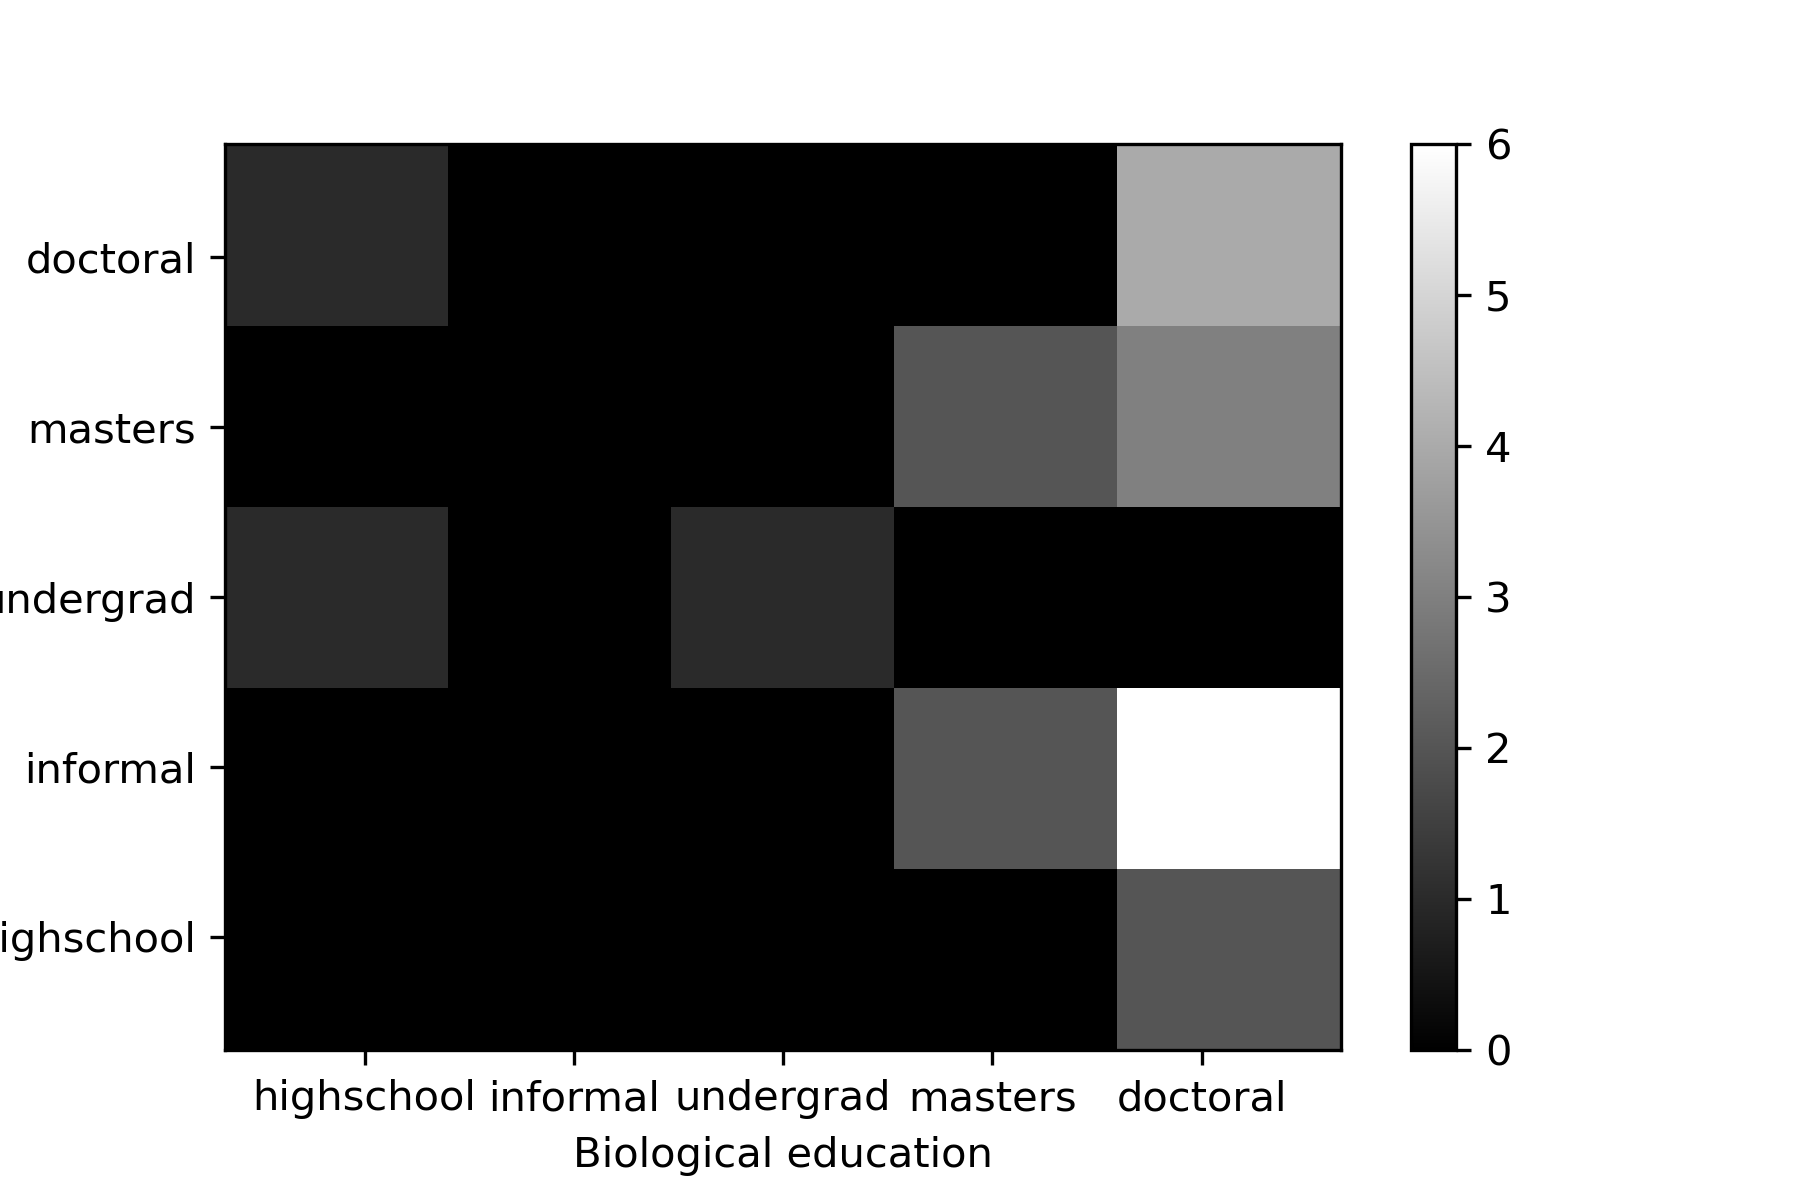 doctoral
masters
ndergrad
informal
ighschool
highschool informal undergrad masters doctoral
Biological education
6
5
4
3
2
1
0